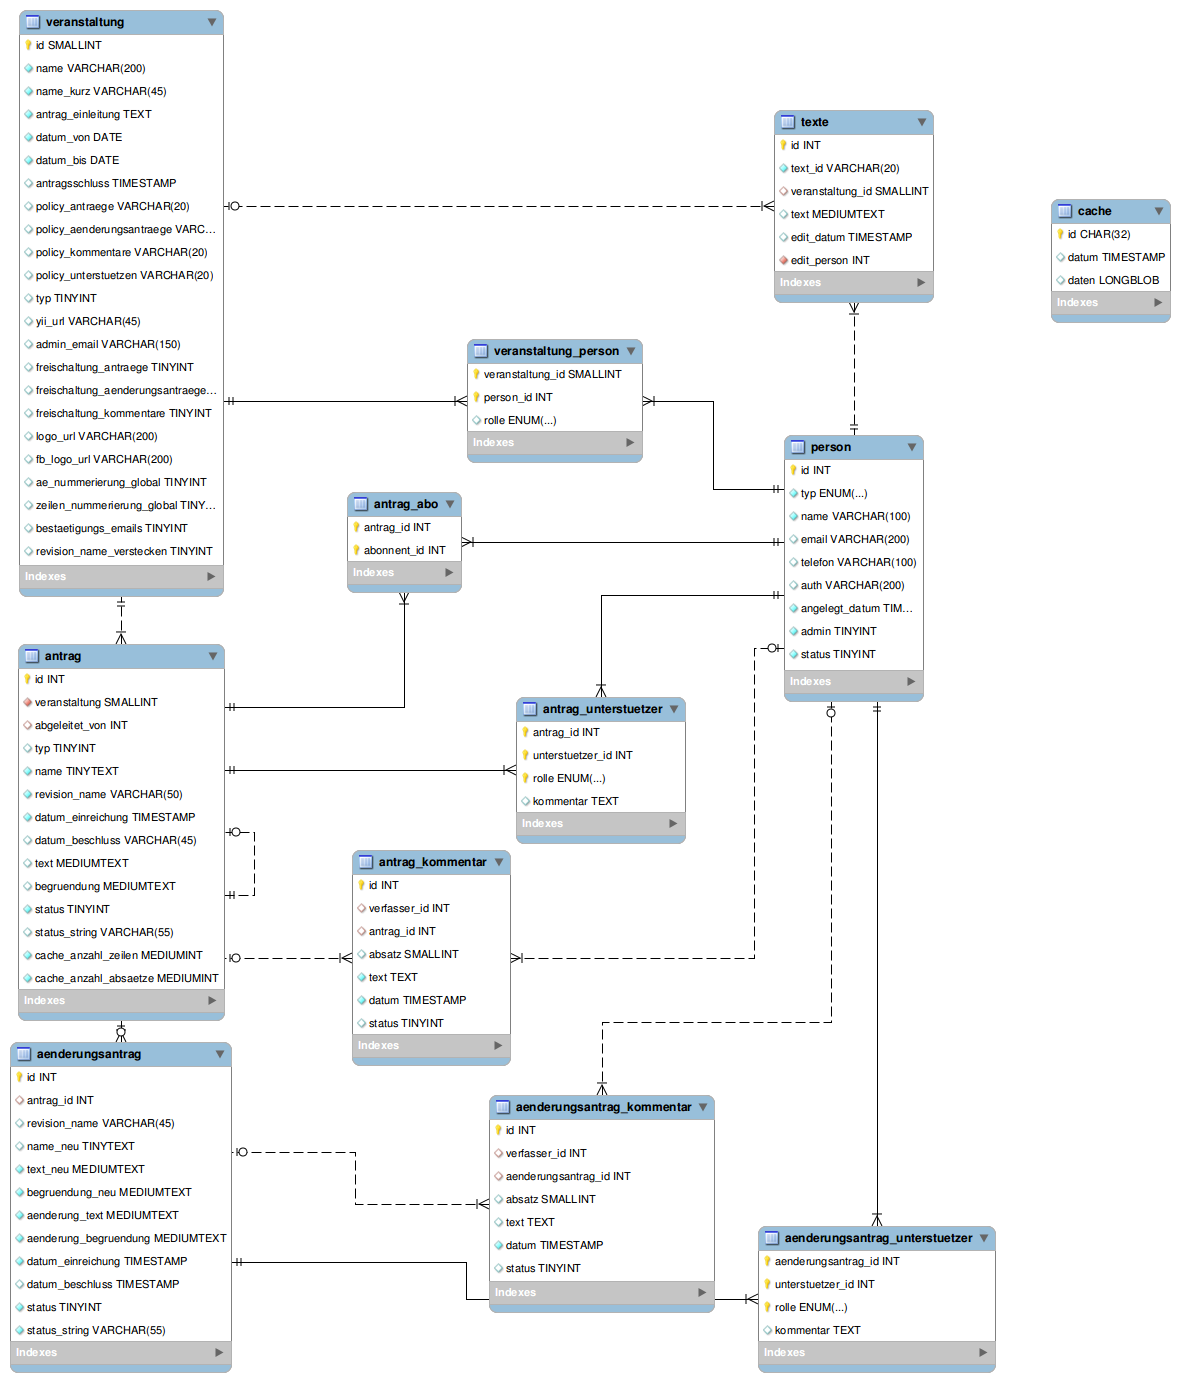 veranstaltung
id SMALLINT
name VARCHAR(200)
name_kurz VARCHAR(45)
antrag_einleitung TEXT
datum_von DATE
datum_bis DATE
antragsschluss TIMESTAMP
policy_antraege VARCHAR(20)
policy_aenderungsantraege VARC...
policy_kommentare VARCHAR(20)
policy_unterstuetzen VARCHAR(20)
typ TINYINT
yii_url VARCHAR(45)
admin_email VARCHAR(150)
freischaltung_antraege TINYINT
freischaltung_aenderungsantraege...
freischaltung_kommentare TINYINT
logo_url VARCHAR(200)
fb_logo_url VARCHAR(200)
ae_nummerierung_global TINYINT
zeilen_nummerierung_global TINY...
bestaetigungs_emails TINYINT
revision_name_verstecken TINYINT
Indexes
texte
id INT
text_id VARCHAR(20)
veranstaltung_id SMALLINT
text MEDIUMTEXT
edit_datum TIMESTAMP
edit_person INT
Indexes
cache
id CHAR(32)
datum TIMESTAMP
daten LONGBLOB
Indexes
veranstaltung_person
veranstaltung_id SMALLINT
person_id INT
rolle ENUM(...)
Indexes
person
id INT
typ ENUM(...)
name VARCHAR(100)
email VARCHAR(200)
telefon VARCHAR(100)
auth VARCHAR(200)
angelegt_datum TIM...
admin TINYINT
status TINYINT
Indexes
antrag_abo
antrag_id INT
abonnent_id INT
Indexes
antrag
id INT
veranstaltung SMALLINT
abgeleitet_von INT
typ TINYINT
name TINYTEXT
revision_name VARCHAR(50)
datum_einreichung TIMESTAMP
datum_beschluss VARCHAR(45)
text MEDIUMTEXT
begruendung MEDIUMTEXT
status TINYINT
status_string VARCHAR(55)
cache_anzahl_zeilen MEDIUMINT
cache_anzahl_absaetze MEDIUMINT
Indexes
antrag_unterstuetzer
antrag_id INT
unterstuetzer_id INT
rolle ENUM(...)
kommentar TEXT
Indexes
antrag_kommentar
id INT
verfasser_id INT
antrag_id INT
absatz SMALLINT
text TEXT
datum TIMESTAMP
status TINYINT
Indexes
aenderungsantrag
id INT
antrag_id INT
revision_name VARCHAR(45)
name_neu TINYTEXT
text_neu MEDIUMTEXT
begruendung_neu MEDIUMTEXT
aenderung_text MEDIUMTEXT
aenderung_begruendung MEDIUMTEXT
datum_einreichung TIMESTAMP
datum_beschluss TIMESTAMP
status TINYINT
status_string VARCHAR(55)
Indexes
aenderungsantrag_kommentar
id INT
verfasser_id INT
aenderungsantrag_id INT
absatz SMALLINT
text TEXT
datum TIMESTAMP
status TINYINT
Indexes
aenderungsantrag_unterstuetzer
aenderungsantrag_id INT
unterstuetzer_id INT
rolle ENUM(...)
kommentar TEXT
Indexes